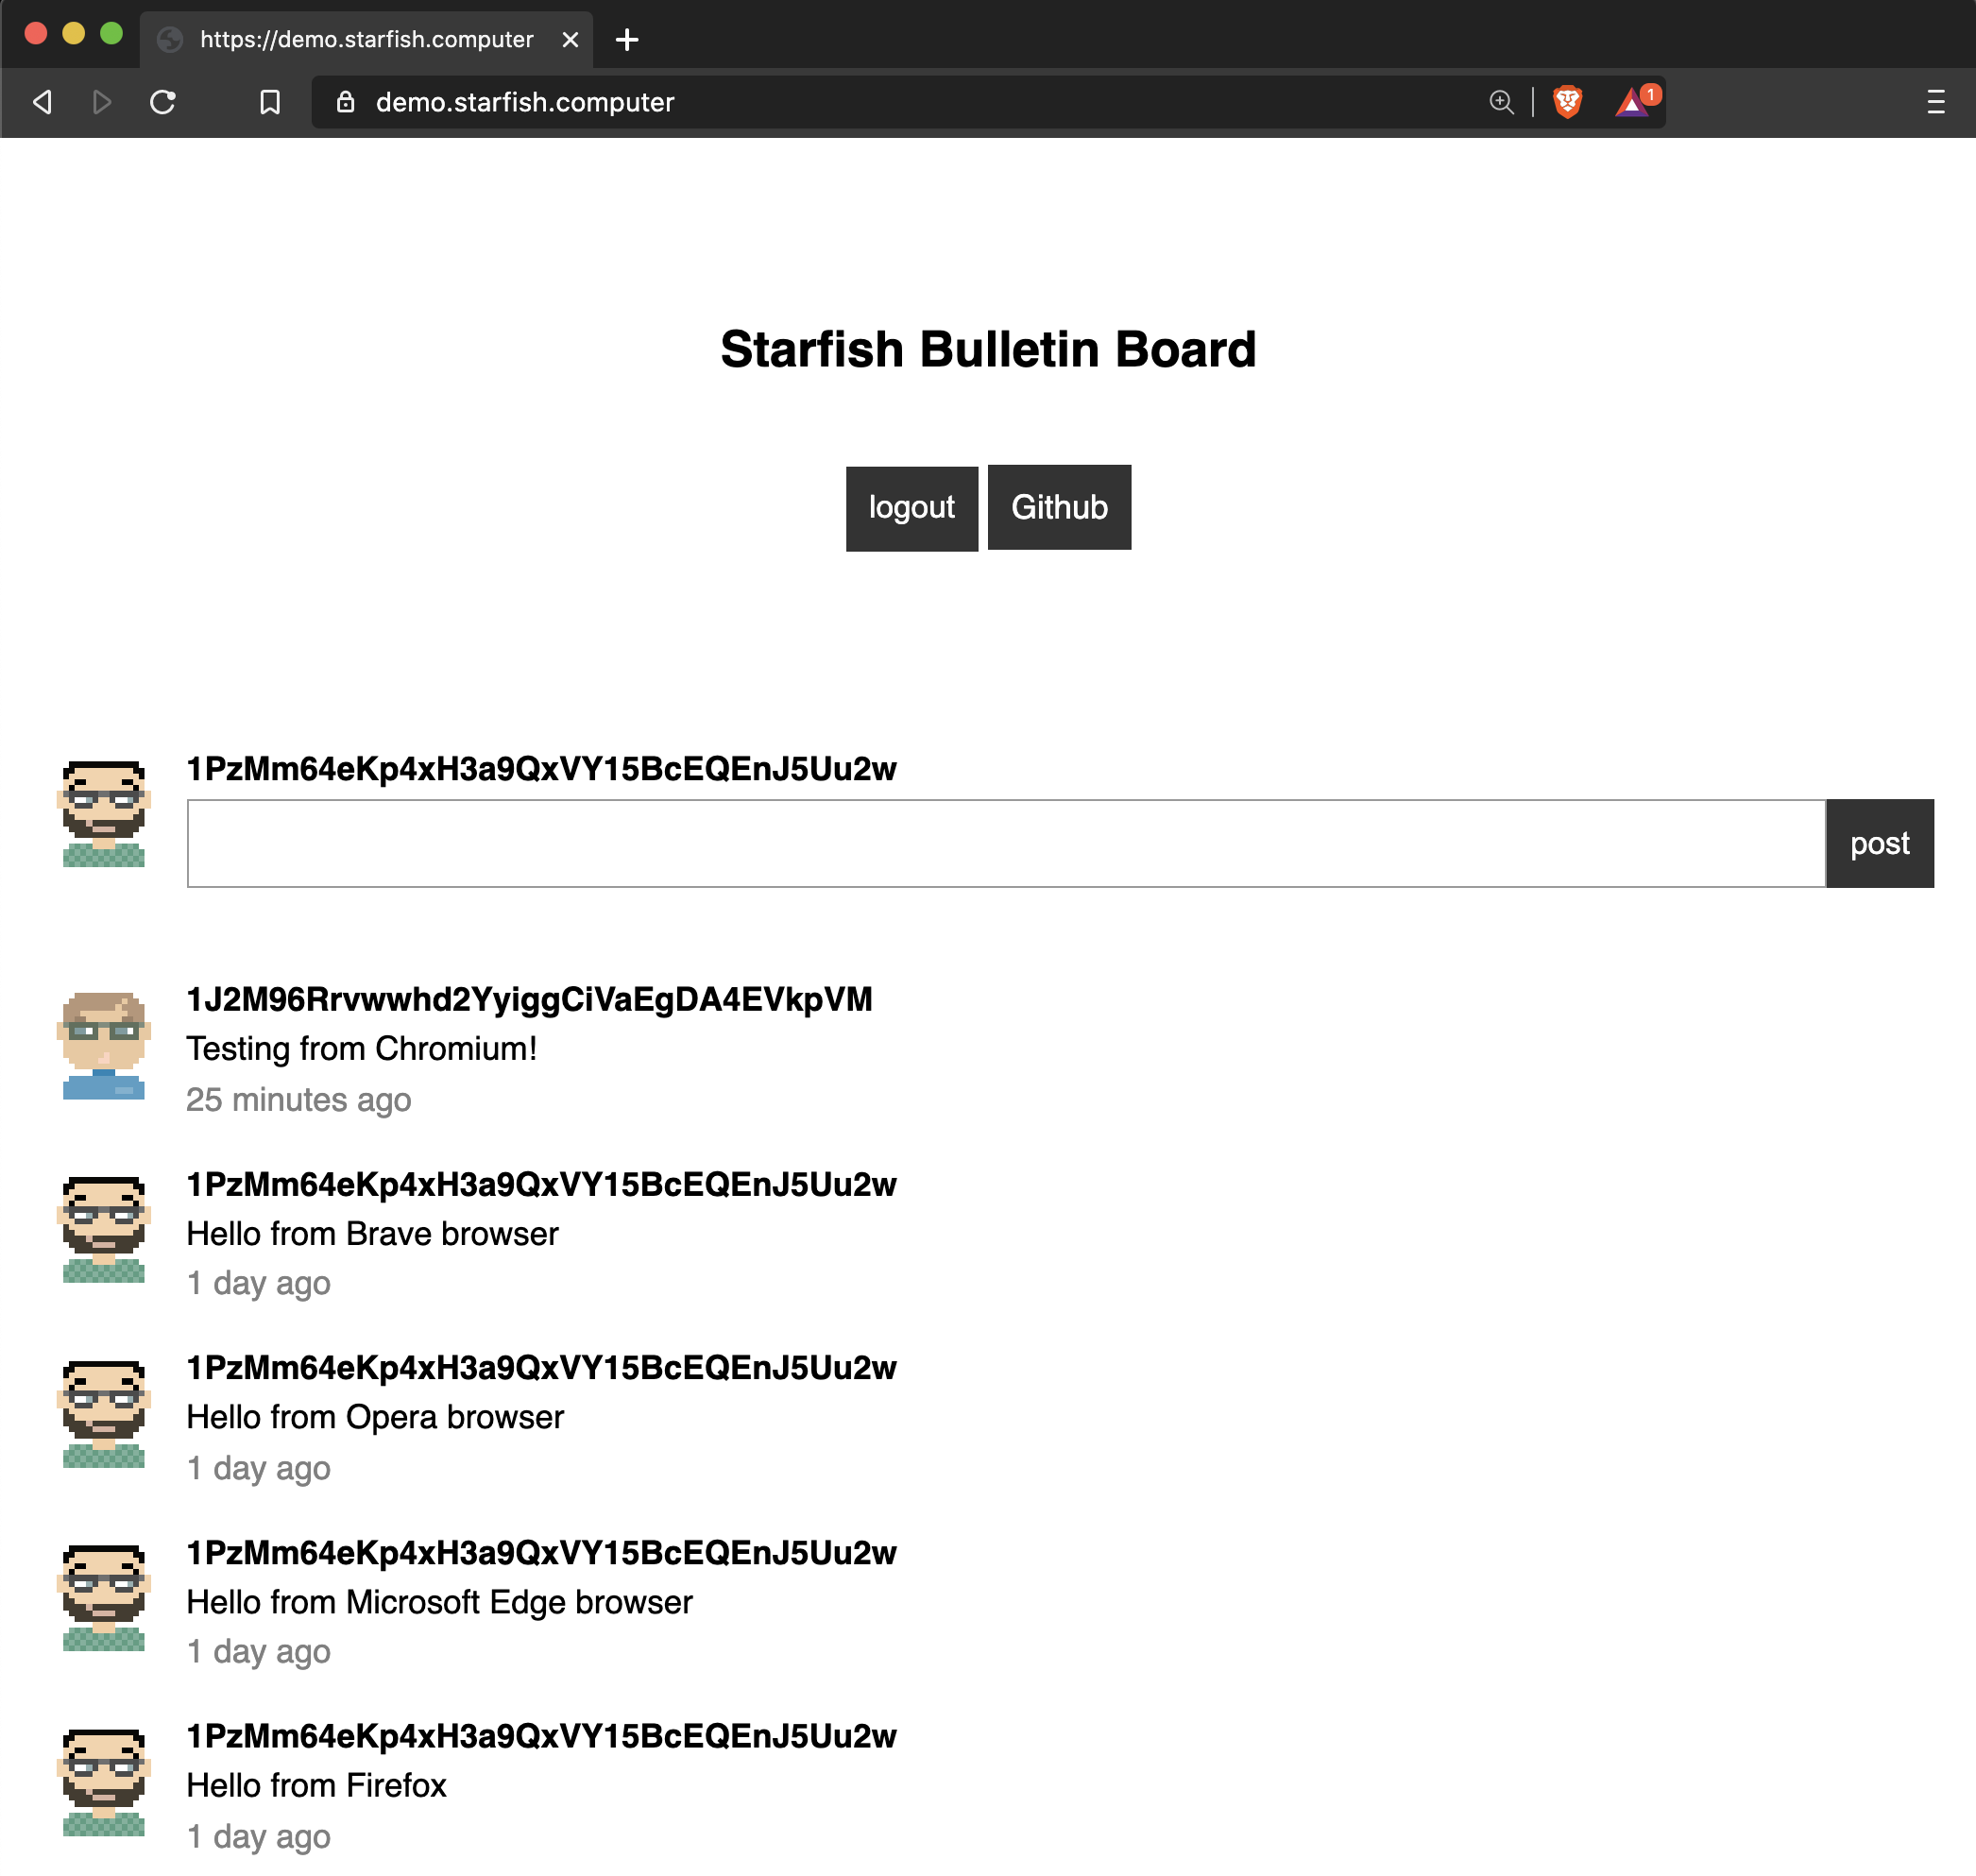 https://demo.starfish.computer
demo.starfish.computer
1
Starfish Bulletin Board
logout
Github
1PzMm64eKp4xH3a9QxVY15BcEQEnJ5Uu2w
post
1J2M96Rrvwwhd2YyiggCiVaEgDA4EVkpVM
Testing from Chromium!
25 minutes ago
1PzMm64eKp4xH3a9QxVY15BcEQEnJ5Uu2w
Hello from Brave browser
1 day ago
1PzMm64eKp4xH3a9QxVY15BcEQEnJ5Uu2w
Hello from Opera browser
1 day ago
1PzMm64eKp4xH3a9QxVY15BcEQEnJ5Uu2w
Hello from Microsoft Edge browser
1 day ago
1PzMm64eKp4xH3a9QxVY15BcEQEnJ5Uu2w
Hello from Firefox
1 day ago